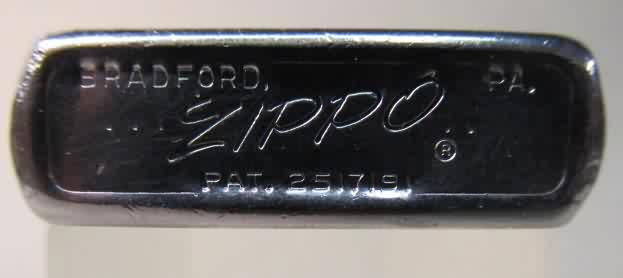 BRADFORD, PA.
... ZIPPO ..
®
PAT. 2517191